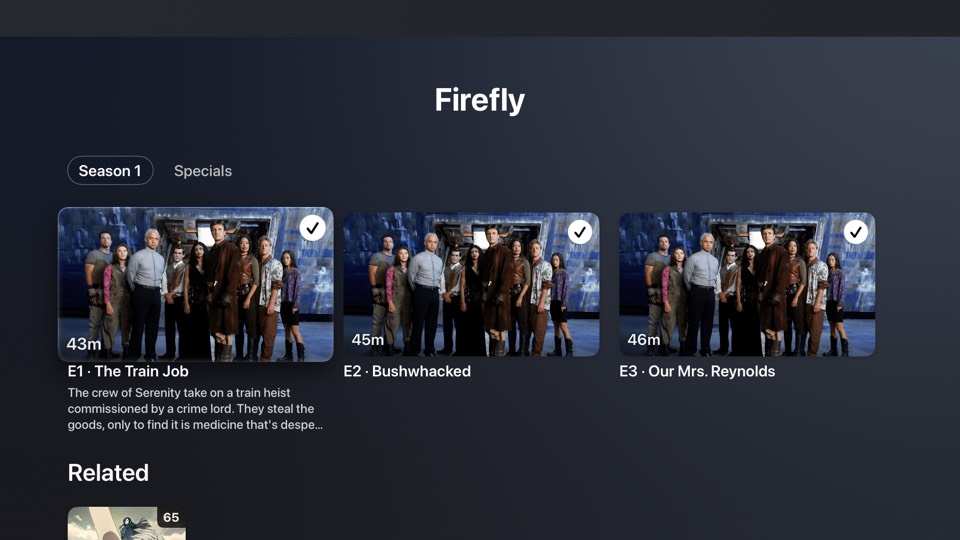 Firefly
Season 1
Specials
43m
45m
46m
E1 · The Train Job
E2 · Bushwhacked
E3 · Our Mrs. Reynolds
The crew of Serenity take on a train heist
commissioned by a crime lord. They steal the
goods, only to find it is medicine that's despe...
Related
65